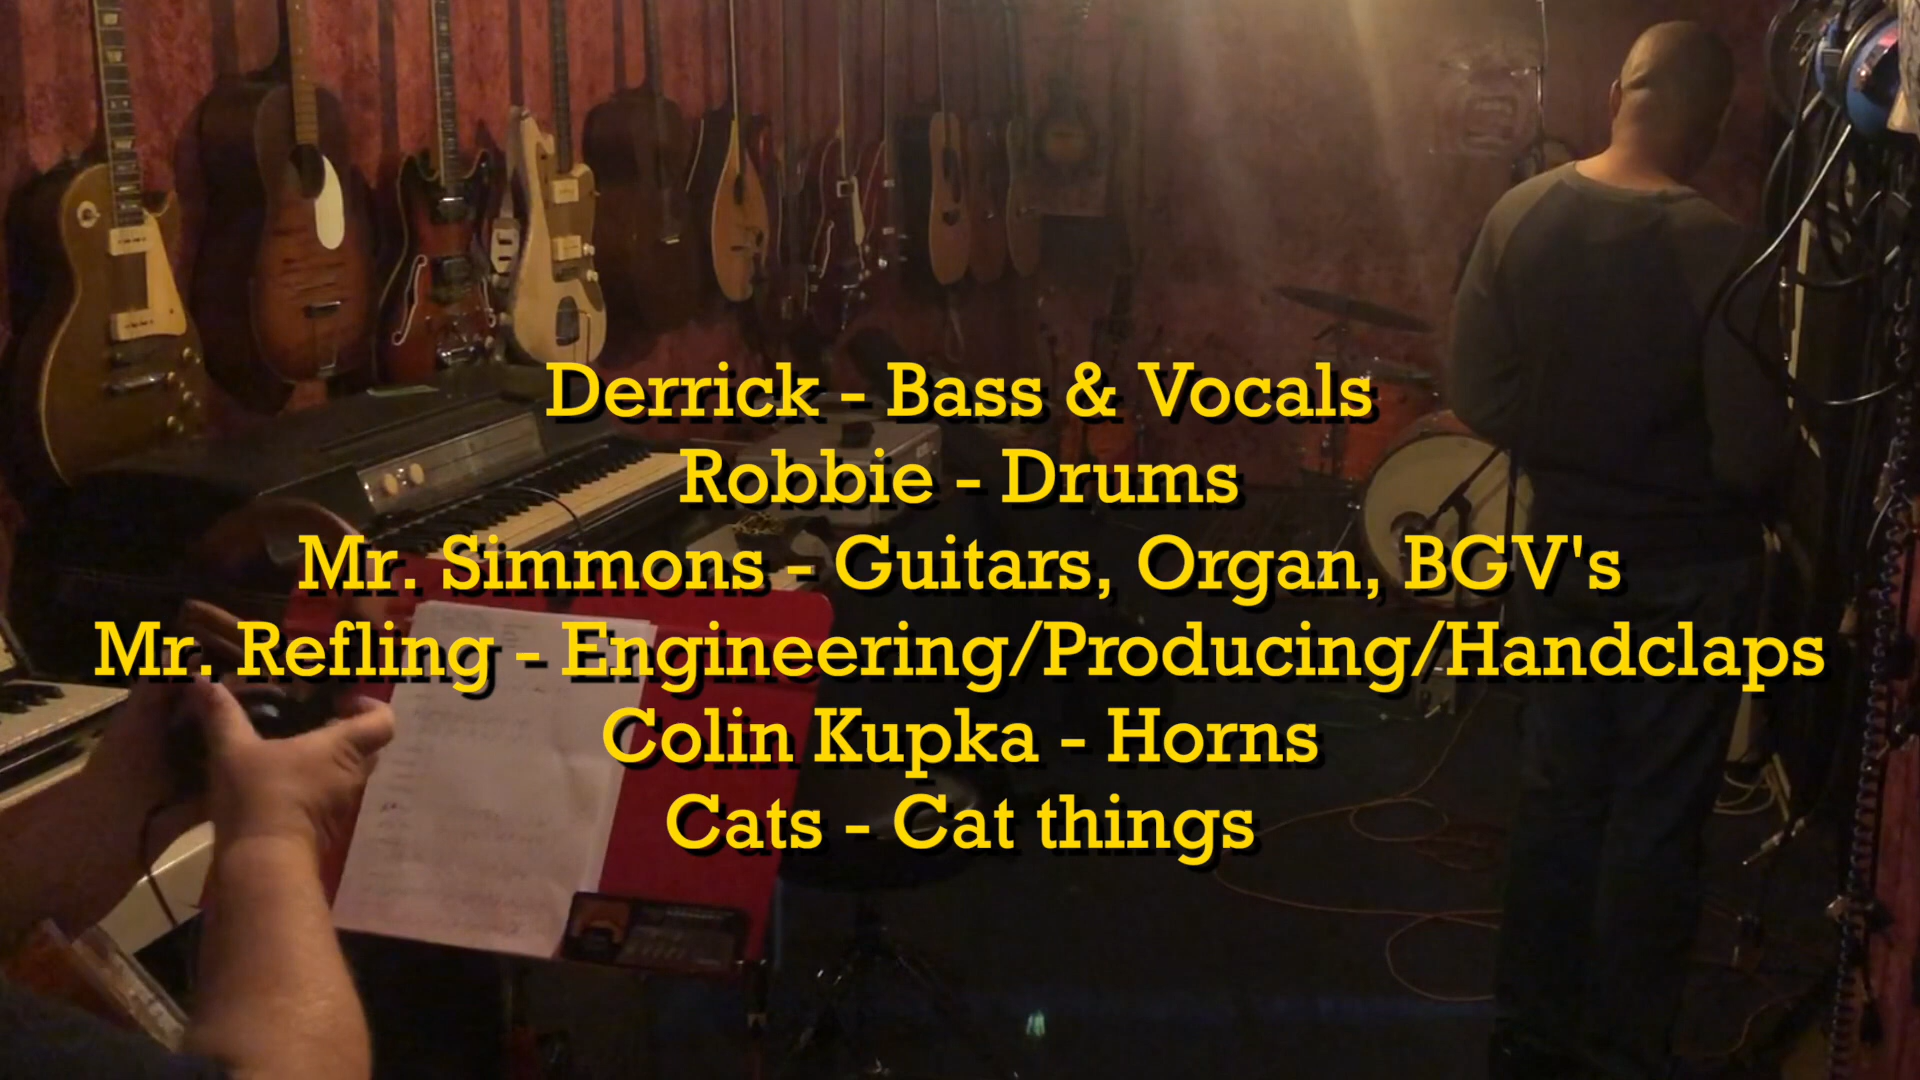 Derrick - Bass & Vocals
Robbie - Drums
Mr. Simmons - Guitars, Organ, BGV's
Mr. Refling - Engineering/Producing/Handclaps
Colin Kupka - Horns
Cats - Cat things